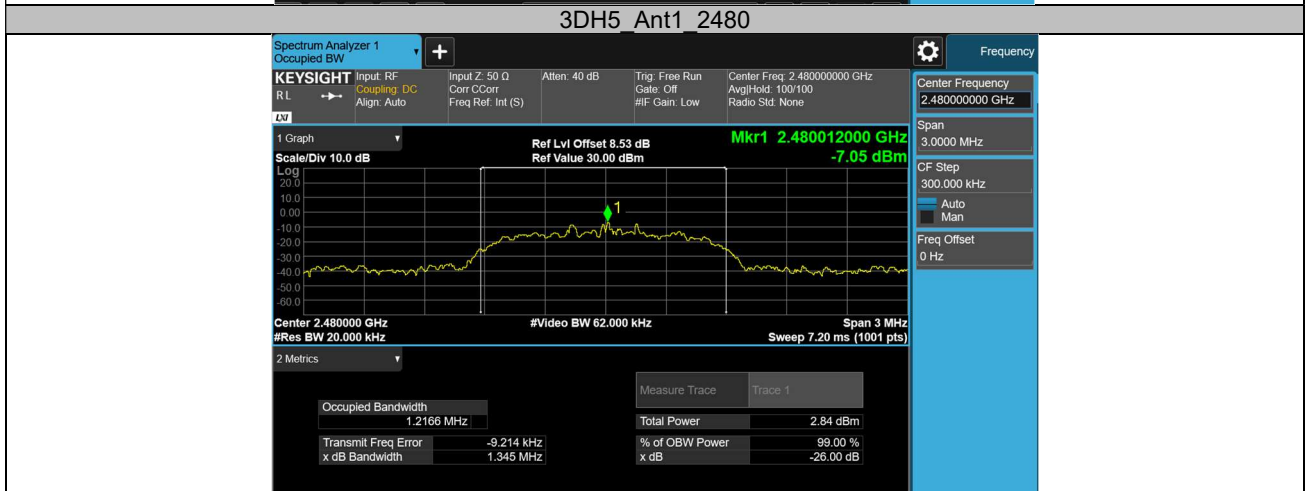 3DH5_Ant1_2480
Spectrum Analyzer 1
Occupied BW
Frequency
KEYSIGHT
RL
LXI
Input: RF
Coupling: DC
Align: Auto
Input Z: 50 Ω
Corr CCorr
Freq Ref: Int (S)
Atten: 40 dB
Trig: Free Run
Gate: Off
#IF Gain: Low
Center Freq: 2.480000000 GHz
Avg|Hold: 100/100
Radio Std: None
1 Graph
Scale/Div 10.0 dB
Ref Lvl Offset 8.53 dB
Ref Value 30.00 dBm
Mkr1 2.480012000 GHz
-7.05 dBm
Log
20.0
10.0
0.00
-10.0
-20.0
-30.0
-40.0
-50.0
-60.0
1
Center 2.480000 GHz
#Res BW 20.000 kHz
#Video BW 62.000 kHz
Span 3 MHz
Sweep 7.20 ms (1001 pts)
2 Metrics
Measure Trace
Trace 1
Occupied Bandwidth
1.2166 MHz
Total Power
2.84 dBm
Transmit Freq Error
-9.214 kHz
% of OBW Power
99.00 %
x dB Bandwidth
1.345 MHz
x dB
-26.00 dB
Center Frequency
2.480000000 GHz
Span
3.0000 MHz
CF Step
300.000 kHz
Auto
Man
Freq Offset
0 Hz